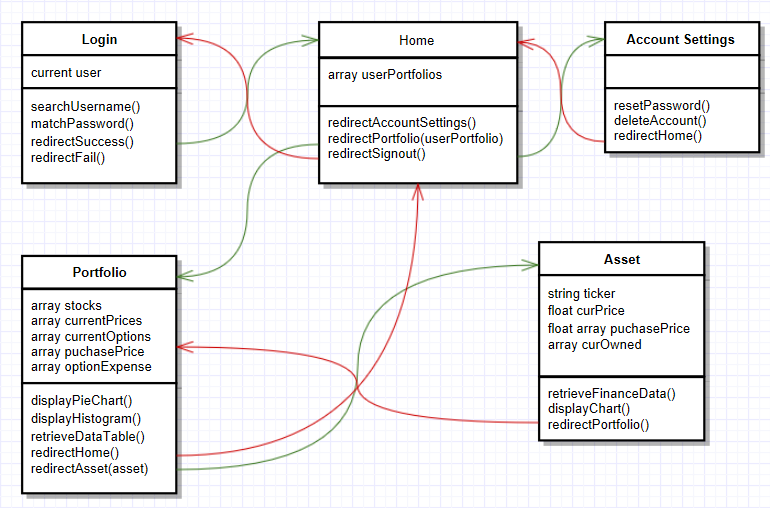 Login
current user
searchUsername()
matchPassword()
redirectSuccess()
redirectFail()
Home
array userPortfolios
redirectAccountSettings()
redirectPortfolio(userPortfolio)
redirectSignout()
Account Settings
resetPassword()
deleteAccount()
redirectHome()
Portfolio
array stocks
array currentPrices
array currentOptions
array puchasePrice
array optionExpense
displayPieChart()
displayHistogram()
retrieveDataTable()
redirectHome()
redirectAsset(asset)
Asset
string ticker
float curPrice
float array puchasePrice
array curOwned
retrieveFinanceData()
displayChart()
redirectPortfolio()